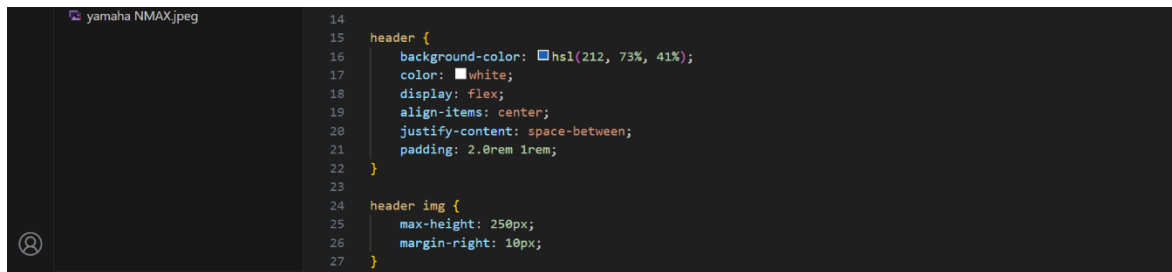 yamaha NMAX.jpeg
14
15 header {
16 background-color: hsl(212, 73%, 41%);
17 color: white;
18 display: flex;
19 align-items: center;
20 justify-content: space-between;
21 padding: 2.0rem 1rem;
22 }
23
24 header img {
25 max-height: 250px;
26 margin-right: 10px;
27 }